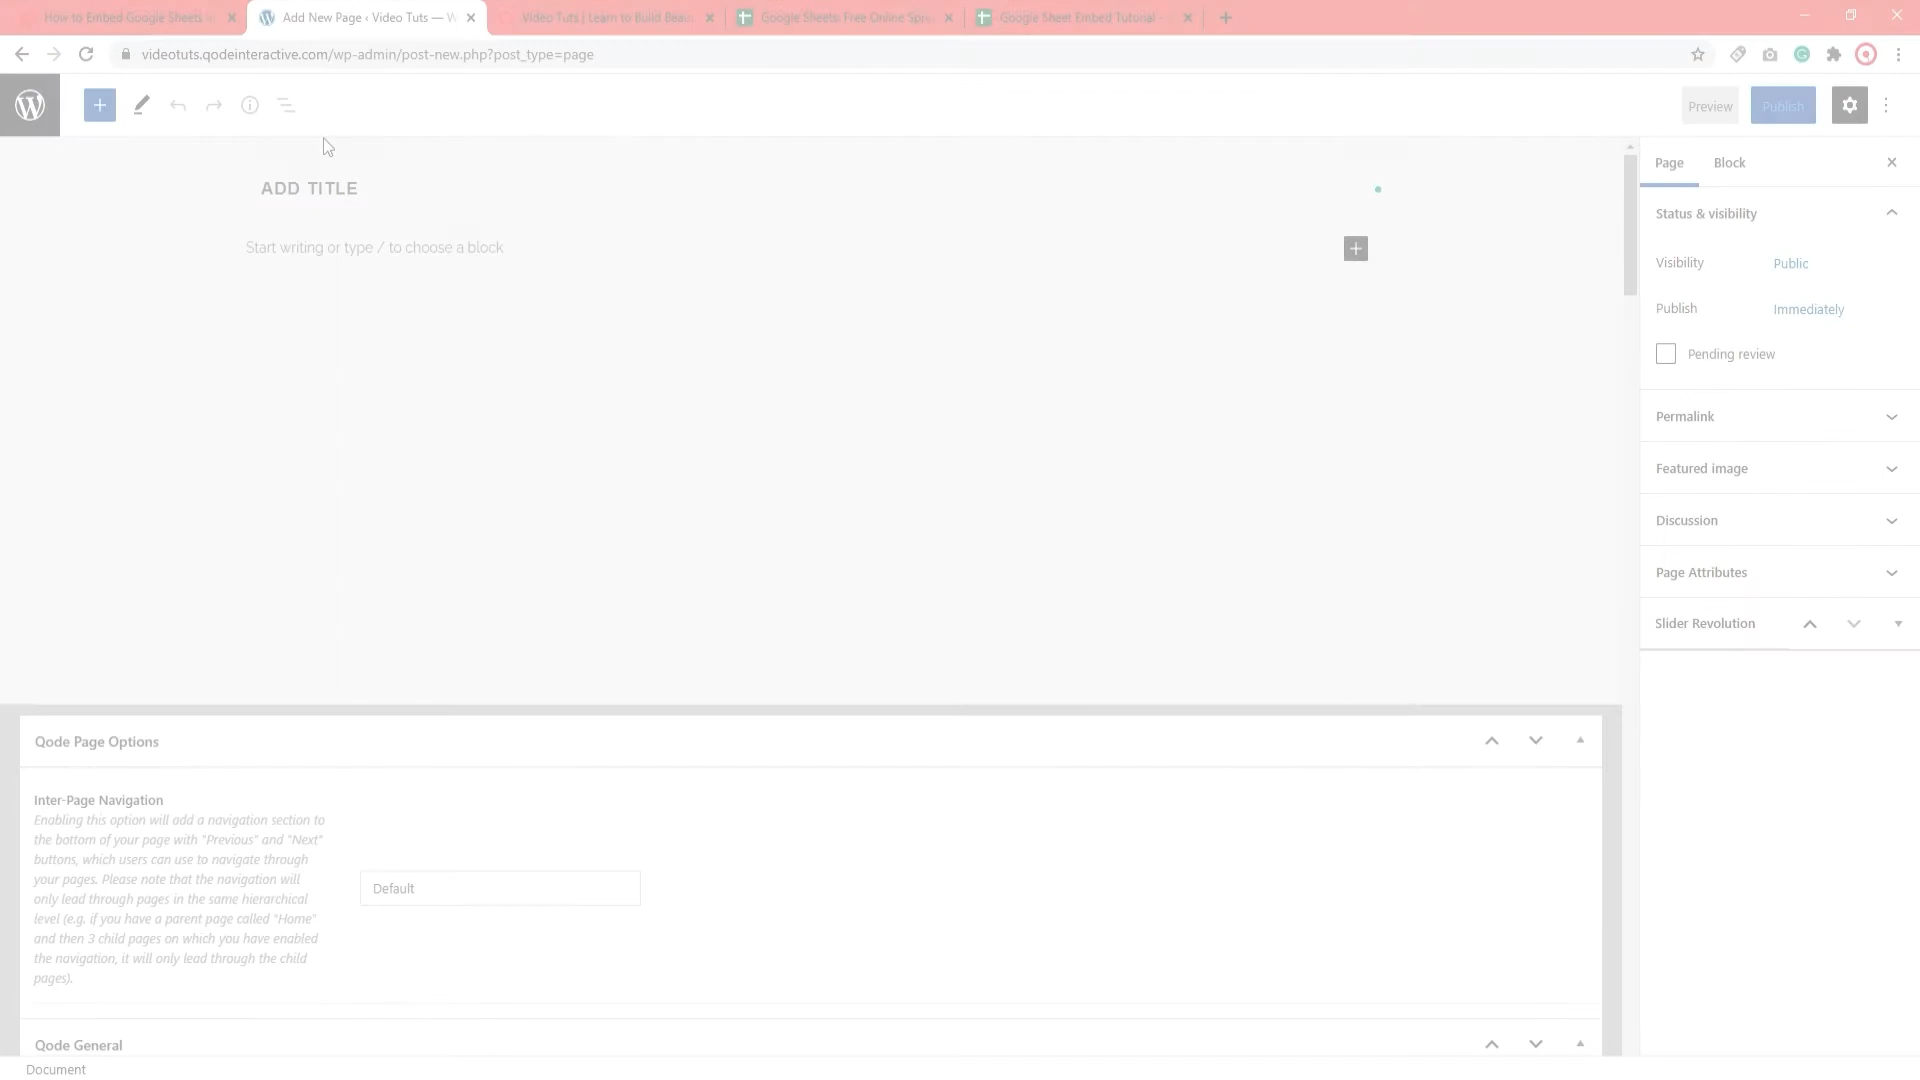 How to Embed Google Sheets
Add New Page ‹ Video Tuts — W
Video Tuts | Learn to Build Beau
Google Sheets: Free Online Spre
Google Sheet Embed Tutorial -
videotuts.qodeinteractive.com/wp-admin/post-new.php?post_type=page
Preview
Publish
Page
Block
ADD TITLE
Start writing or type / to choose a block
Status & visibility
Visibility
Public
Publish
Immediately
Pending review
Permalink
Featured image
Discussion
Page Attributes
Slider Revolution
Qode Page Options
Inter-Page Navigation
Enabling this option will add a navigation section to
the bottom of your page with "Previous" and "Next"
buttons, which users can use to navigate through
your pages. Please note that the navigation will
only lead through pages in the same hierarchical
level (e.g. if you have a parent page called "Home"
and then 3 child pages on which you have enabled
the navigation, it will only lead through the child
pages).
Default
Qode General
Document